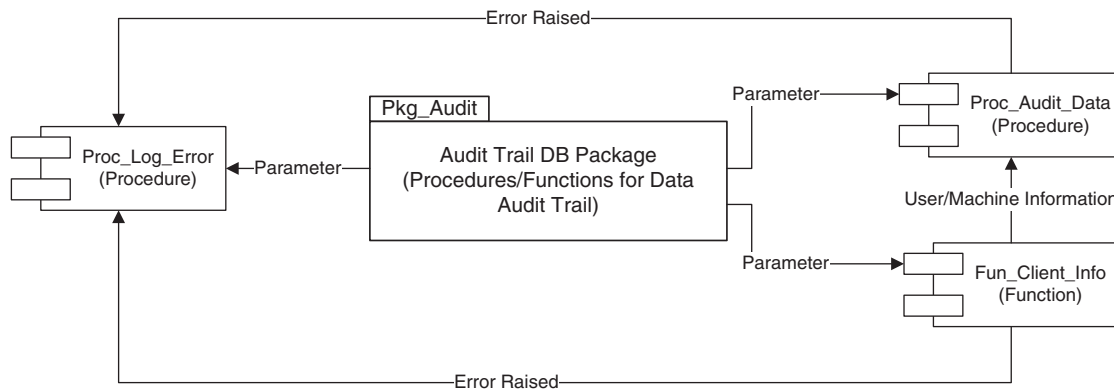 Error Raised
Pkg_Audit
Audit Trail DB Package
(Procedures/Functions for Data
Audit Trail)
Proc_Log_Error
(Procedure)
Parameter
Parameter
Proc_Audit_Data
(Procedure)
User/Machine Information
Parameter
Fun_Client_Info
(Function)
Error Raised